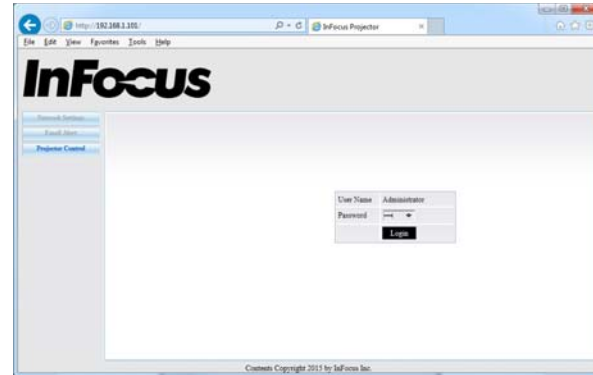 http://192.168.1.101/
InFocus Projector
File Edit View Favorites Tools Help
InFocus
Network Settings
Email Alert
Projector Control
User Name Administrator
Password
Login
Contents Copyright 2015 by InFocus Inc.